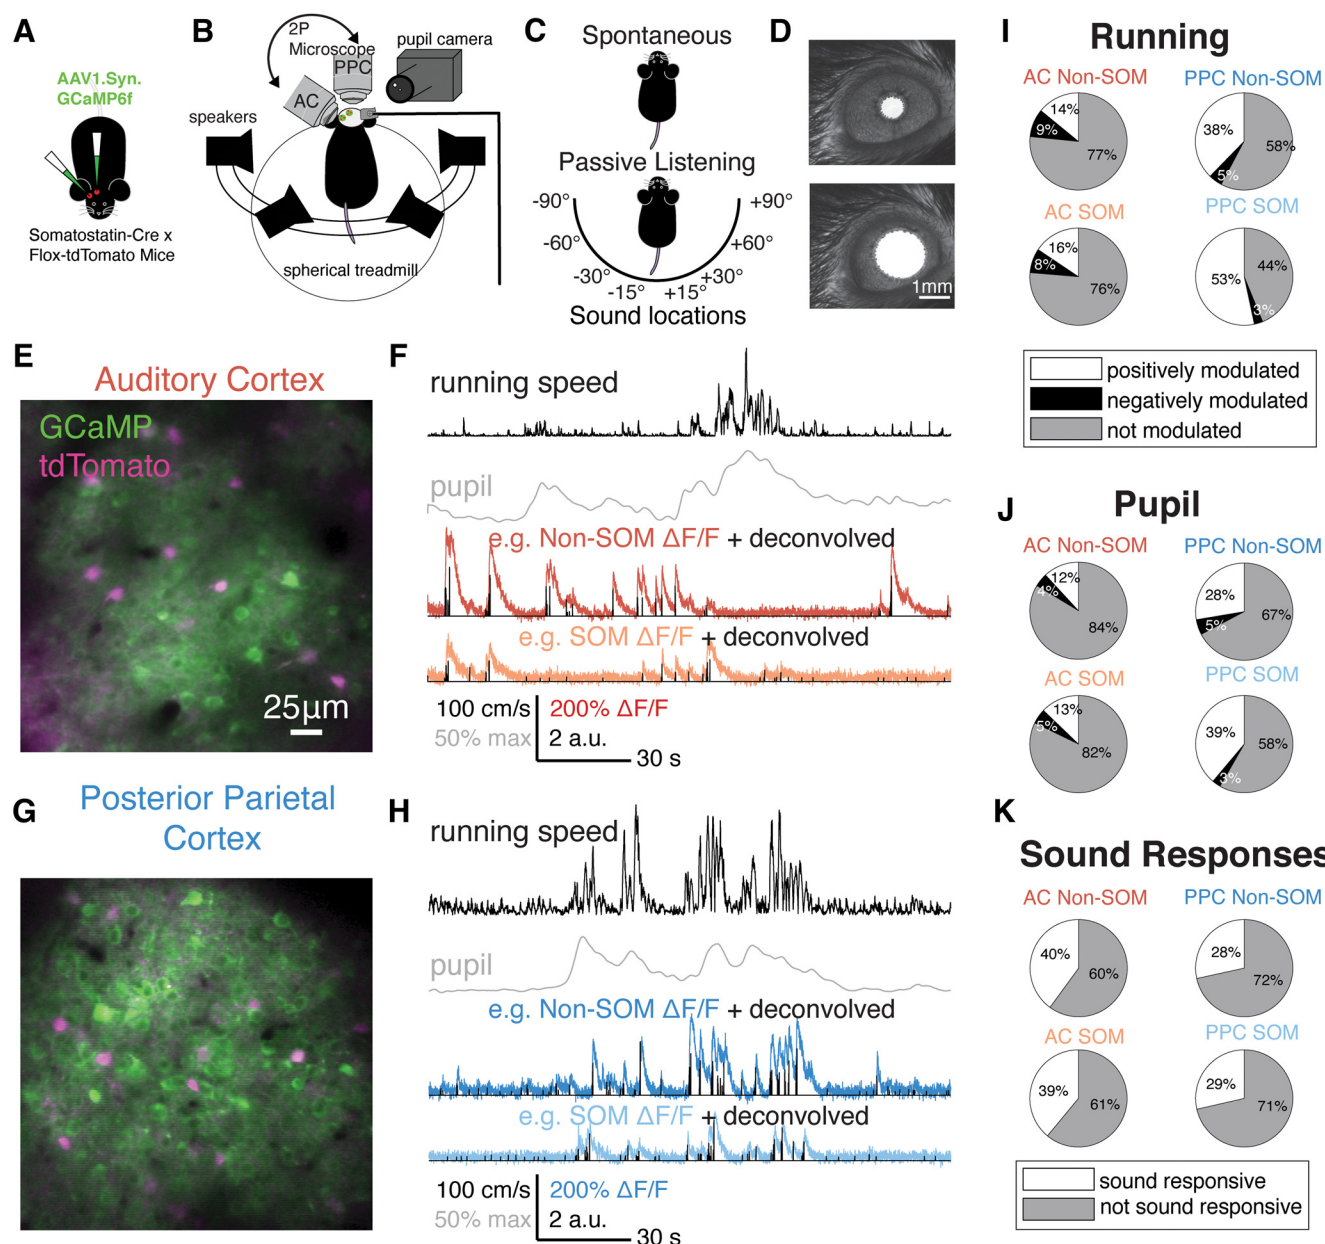 A
AAV1.Syn.
GCaMP6f
Somatostatin-Cre x
Flox-tdTomato Mice
B
2P
Microscope
pupil camera
PPC
AC
speakers
spherical treadmill
C
Spontaneous
Passive Listening
-90°
+90°
-60°
+60°
-30°
+30°
-15°
+15°
Sound locations
D
1mm
E
Auditory Cortex
GCaMP
tdTomato
25µm
F
running speed
pupil
e.g. Non-SOM ΔF/F + deconvolved
e.g. SOM ΔF/F + deconvolved
100 cm/s
200% ΔF/F
50% max
2 a.u.
30 s
G
Posterior Parietal
Cortex
H
running speed
pupil
e.g. Non-SOM ΔF/F + deconvolved
e.g. SOM ΔF/F + deconvolved
100 cm/s
200% ΔF/F
50% max
2 a.u.
30 s
I
Running
AC Non-SOM
PPC Non-SOM
14%
9%
77%
38%
5%
58%
AC SOM
PPC SOM
16%
8%
76%
53%
3%
44%
positively modulated
negatively modulated
not modulated
J
Pupil
AC Non-SOM
PPC Non-SOM
12%
4%
84%
28%
5%
67%
AC SOM
PPC SOM
13%
5%
82%
39%
3%
58%
K
Sound Responses
AC Non-SOM
PPC Non-SOM
40%
60%
28%
72%
AC SOM
PPC SOM
39%
61%
29%
71%
sound responsive
not sound responsive